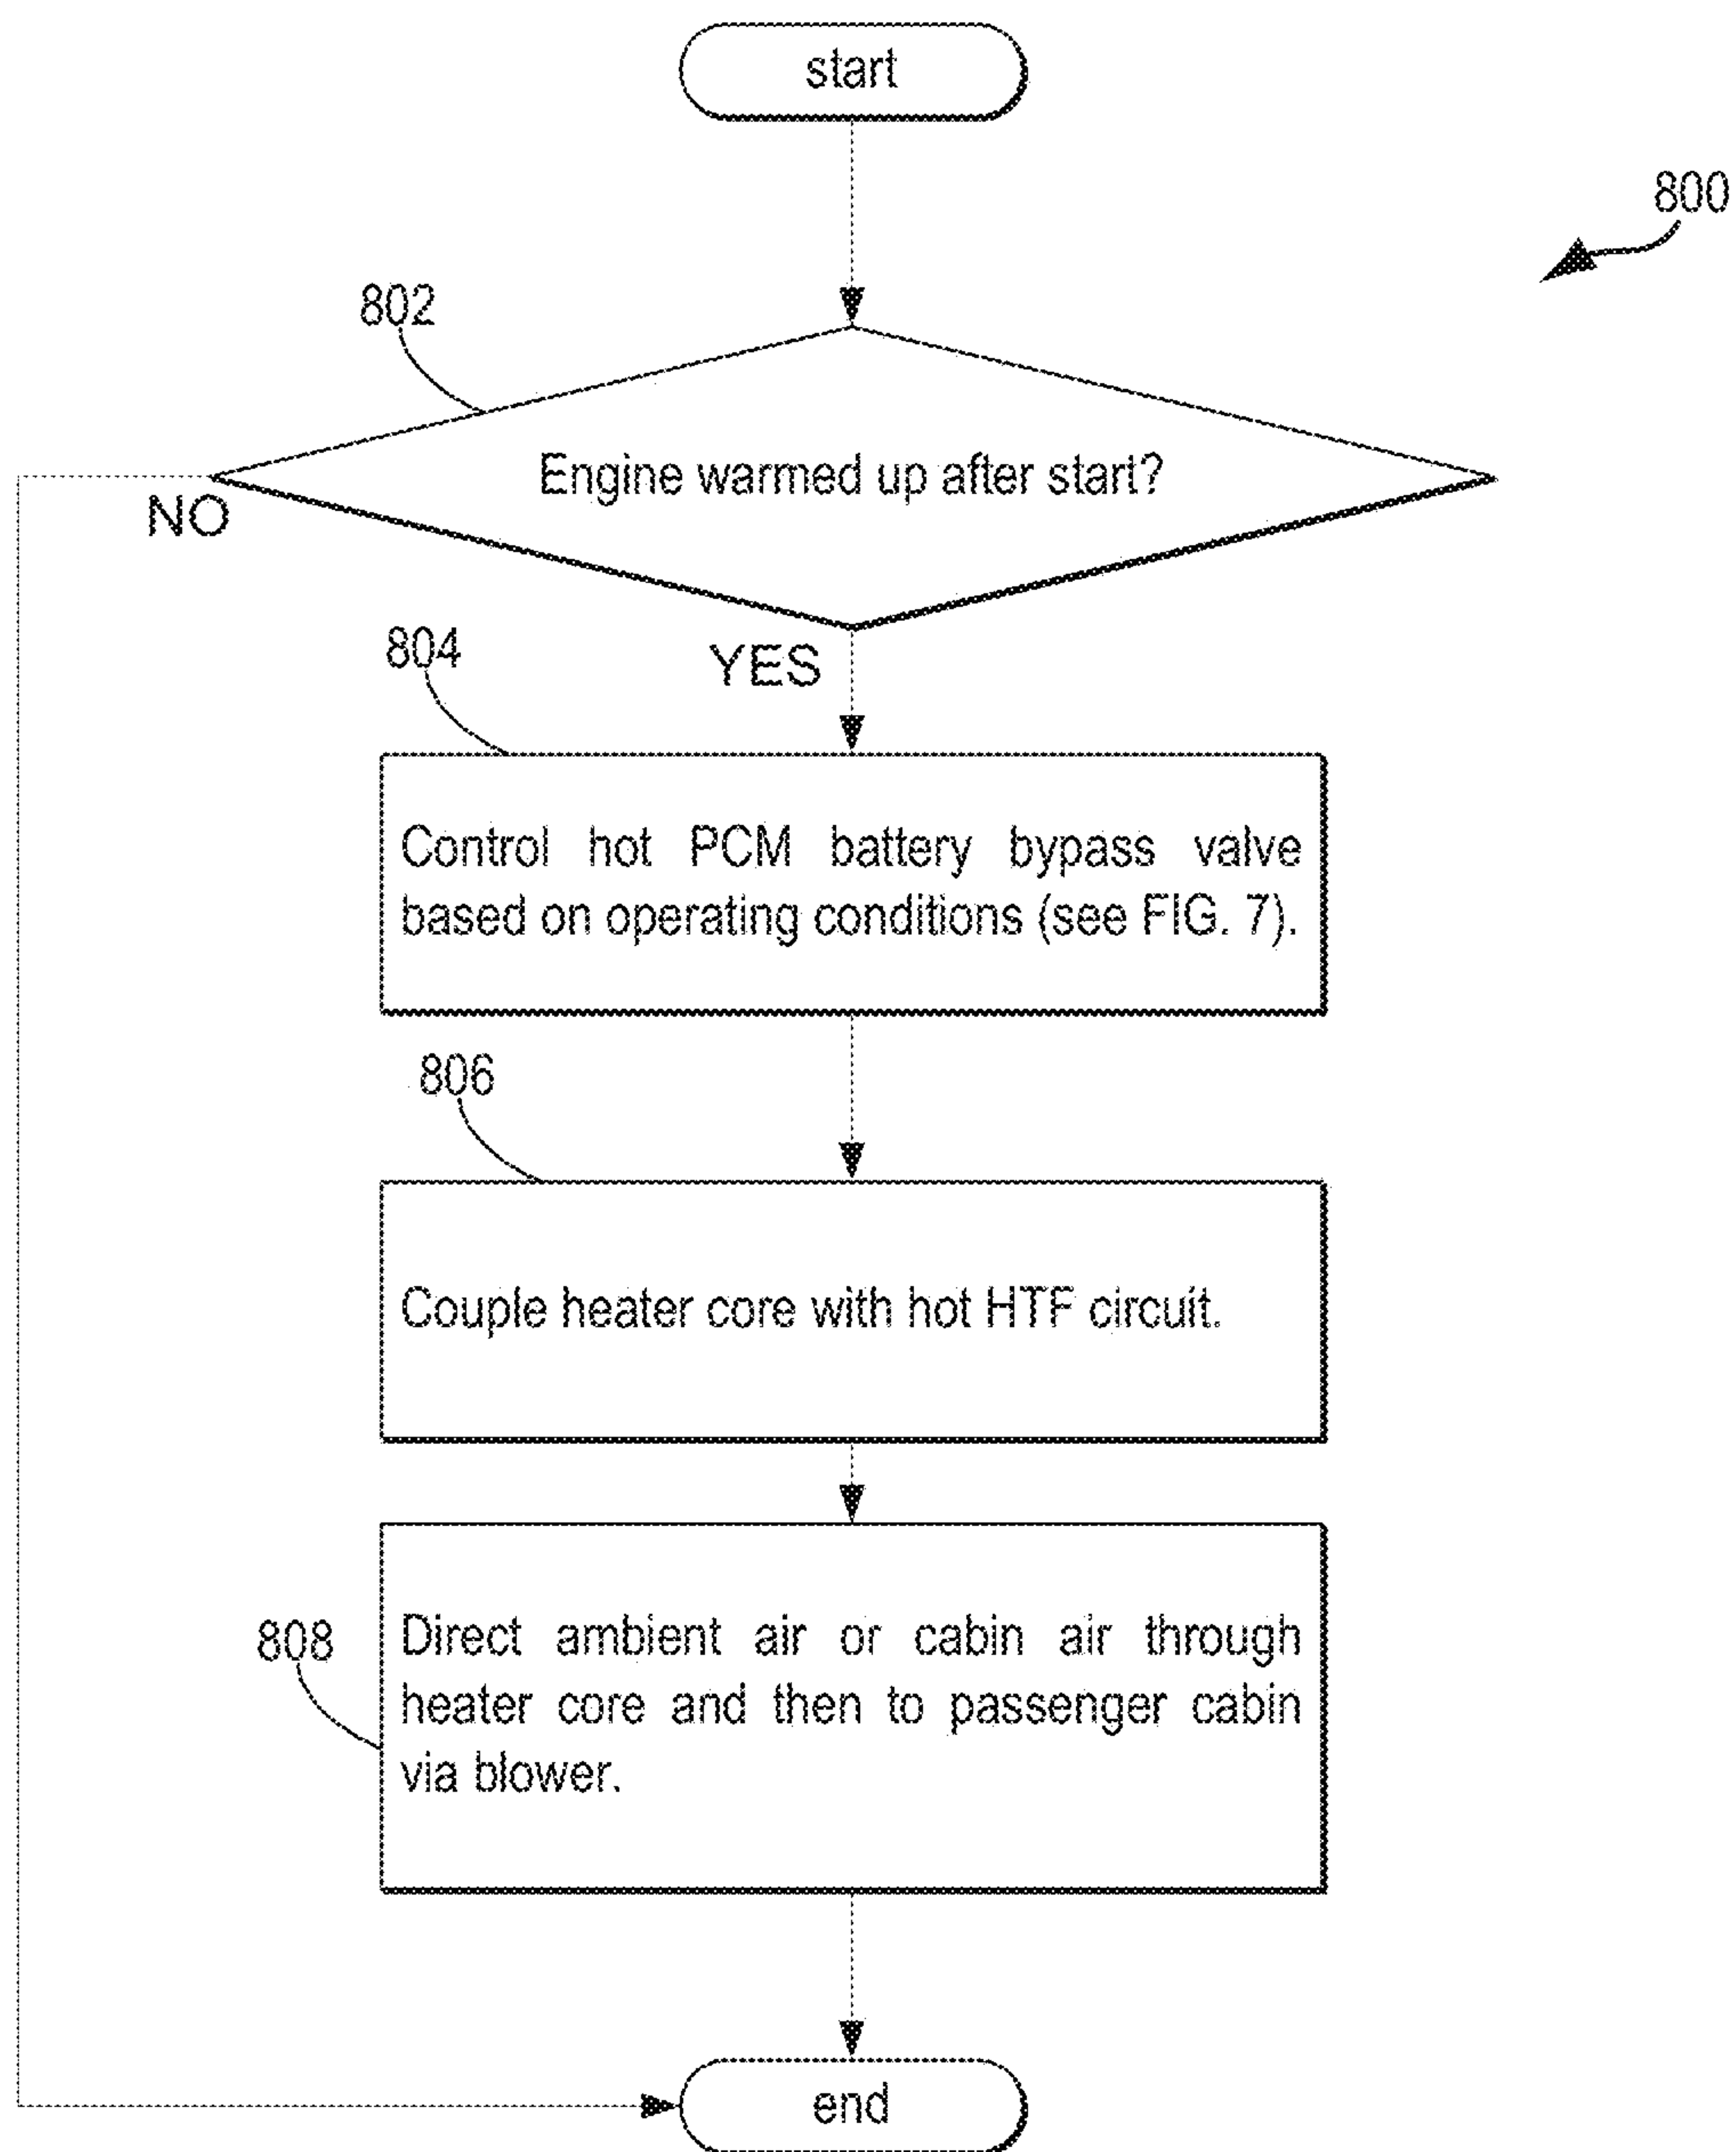 start
800
802
Engine warmed up after start?
NO
YES
804
Control hot PCM battery bypass valve
based on operating conditions (see FIG. 7).
806
Couple heater core with hot HTF circuit.
808
Direct ambient air or cabin air through
heater core and then to passenger cabin
via blower.
end